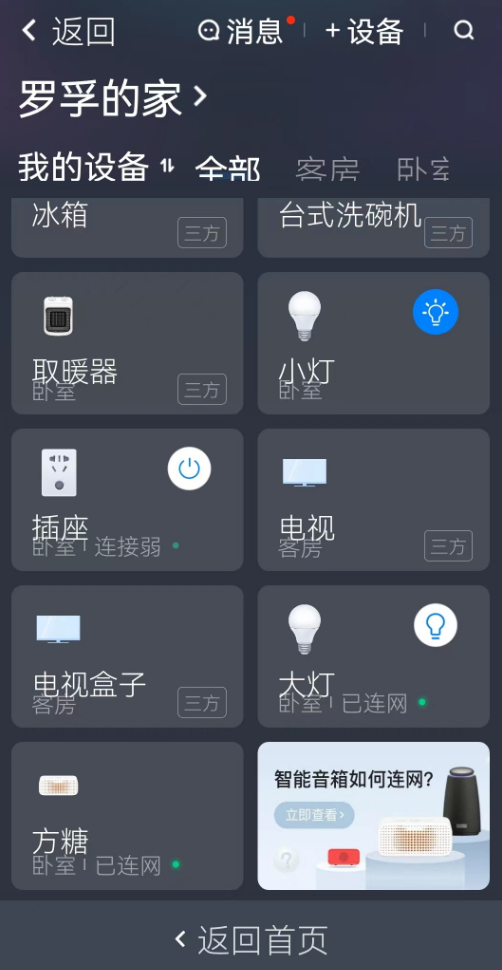 返回 消息 +设备
罗孚的家
我的设备 全部 客房 卧室
冰箱
三方
台式洗碗机
三方
取暖器
卧室
三方
小灯
卧室
插座
卧室 连接弱
电视
客房
三方
电视盒子
客房
三方
大灯
卧室 已连网
方糖
卧室 已连网
智能音箱如何连网?
立即查看>
返回首页